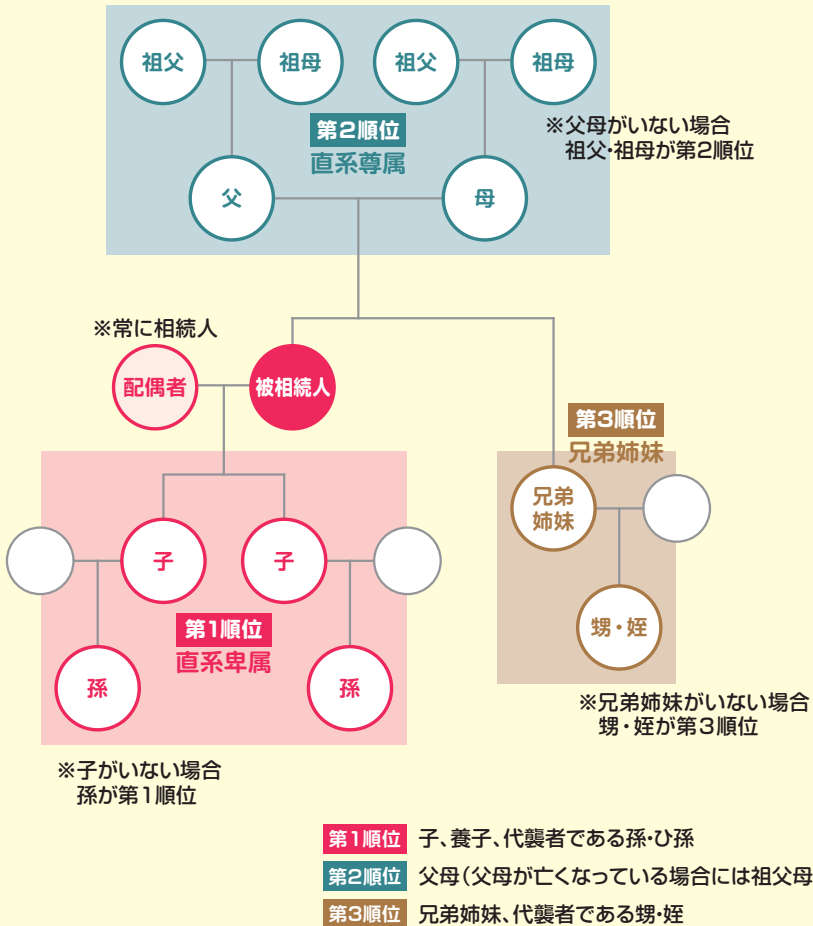 祖父
祖母
祖父
祖母
第2順位
直系尊属
※父母がいない場合
祖父・祖母が第2順位
父
母
※常に相続人
配偶者
被相続人
第3順位
兄弟姉妹
兄弟
姉妹
子
子
第1順位
直系卑属
甥・姪
孫
孫
※兄弟姉妹がいない場合
甥・姪が第3順位
※子がいない場合
孫が第1順位
第1順位 子、養子、代襲者である孫・ひ孫
第2順位 父母（父母が亡くなっている場合には祖父母
第3順位 兄弟姉妹、代襲者である甥・姪